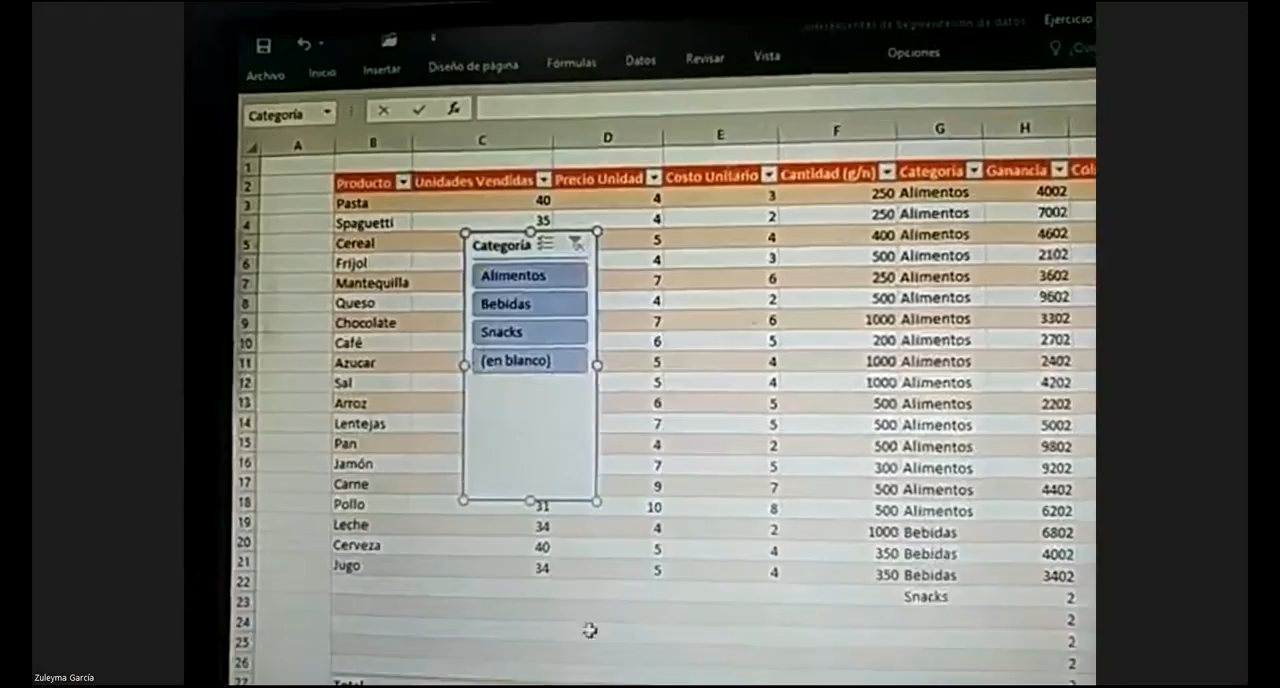 Herramientas de Segmentación de datos Ejercicio
Archivo Inicio Insertar Diseño de página Fórmulas Datos Revisar Vista Opciones
Categoría fx
A B C D E F G H
1
2 Producto Unidades Vendidas Precio Unidad Costo Unitario Cantidad (g/n) Categoria Ganancia
3 Pasta 40 4 3 250 Alimentos 4002
4 Spaguetti 35 4 2 250 Alimentos 7002
5 Cereal 5 4 400 Alimentos 4602
6 Frijol 4 3 500 Alimentos 2102
7 Mantequilla 7 6 250 Alimentos 3602
8 Queso 4 2 500 Alimentos 9602
9 Chocolate 7 6 1000 Alimentos 3302
10 Café 6 5 200 Alimentos 2702
11 Azucar 5 4 1000 Alimentos 2402
12 Sal 5 4 1000 Alimentos 4202
13 Arroz 6 5 500 Alimentos 2202
14 Lentejas 7 5 500 Alimentos 5002
15 Pan 4 2 500 Alimentos 9802
16 Jamón 7 5 300 Alimentos 9202
17 Carne 9 7 500 Alimentos 4402
18 Pollo 31 10 8 500 Alimentos 6202
19 Leche 34 4 2 1000 Bebidas 6802
20 Cerveza 40 5 4 350 Bebidas 4002
21 Jugo 34 5 4 350 Bebidas 3402
22 Snacks 2
23 2
24 2
25 2
26
Categoría
Alimentos
Bebidas
Snacks
(en blanco)
Zuleyma García